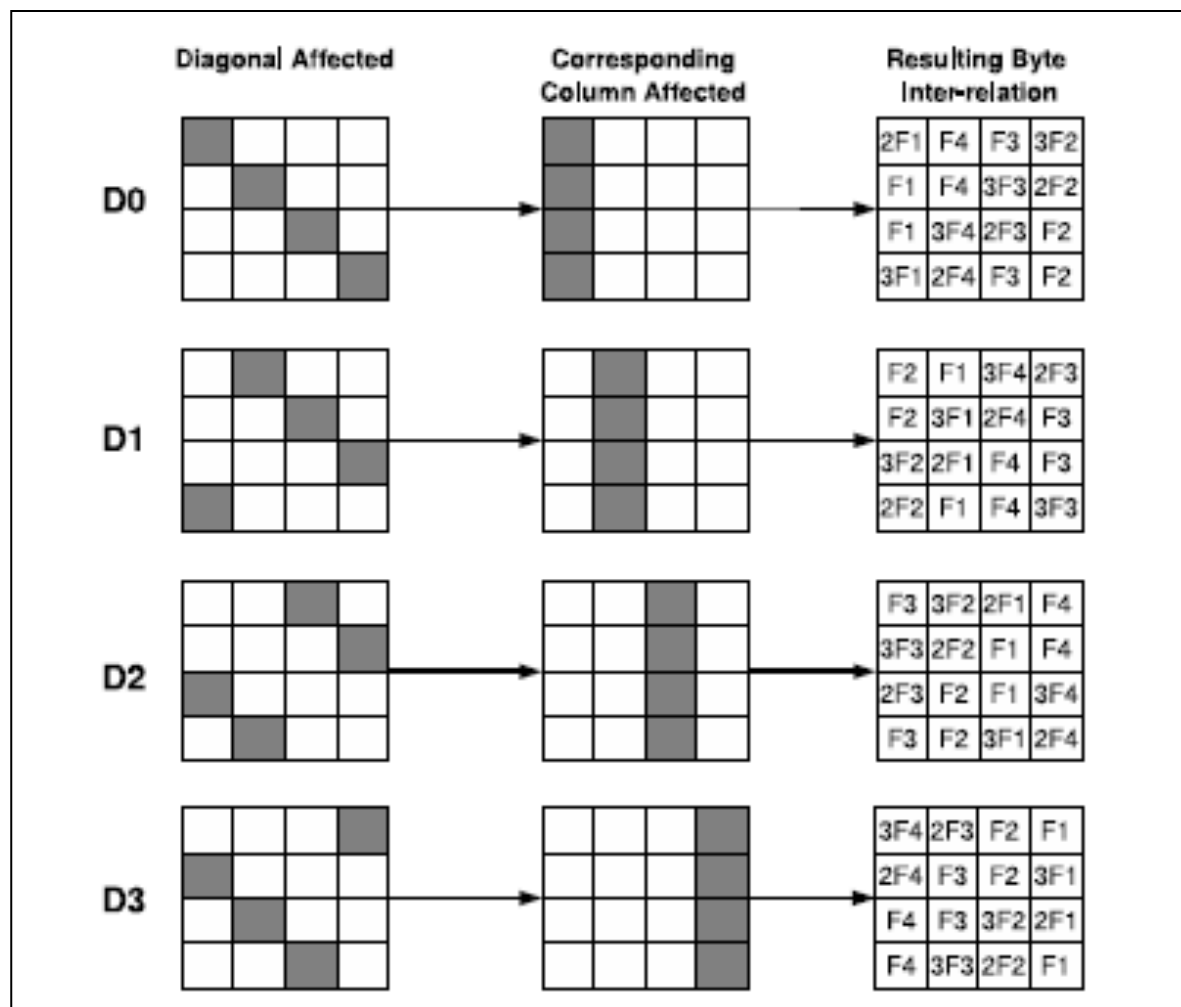 Diagonal Affected
Corresponding
Column Affected
Resulting Byte
Inter-relation
D0
2F1 F4 F3 3F2
F1 F4 3F3 2F2
F1 3F4 2F3 F2
3F1 2F4 F3 F2
D1
F2 F1 3F4 2F3
F2 3F1 2F4 F3
3F2 2F1 F4 F3
2F2 F1 F4 3F3
D2
F3 3F2 2F1 F4
3F3 2F2 F1 F4
2F3 F2 F1 3F4
F3 F2 3F1 2F4
D3
3F4 2F3 F2 F1
2F4 F3 F2 3F1
F4 F3 3F2 2F1
F4 3F3 2F2 F1